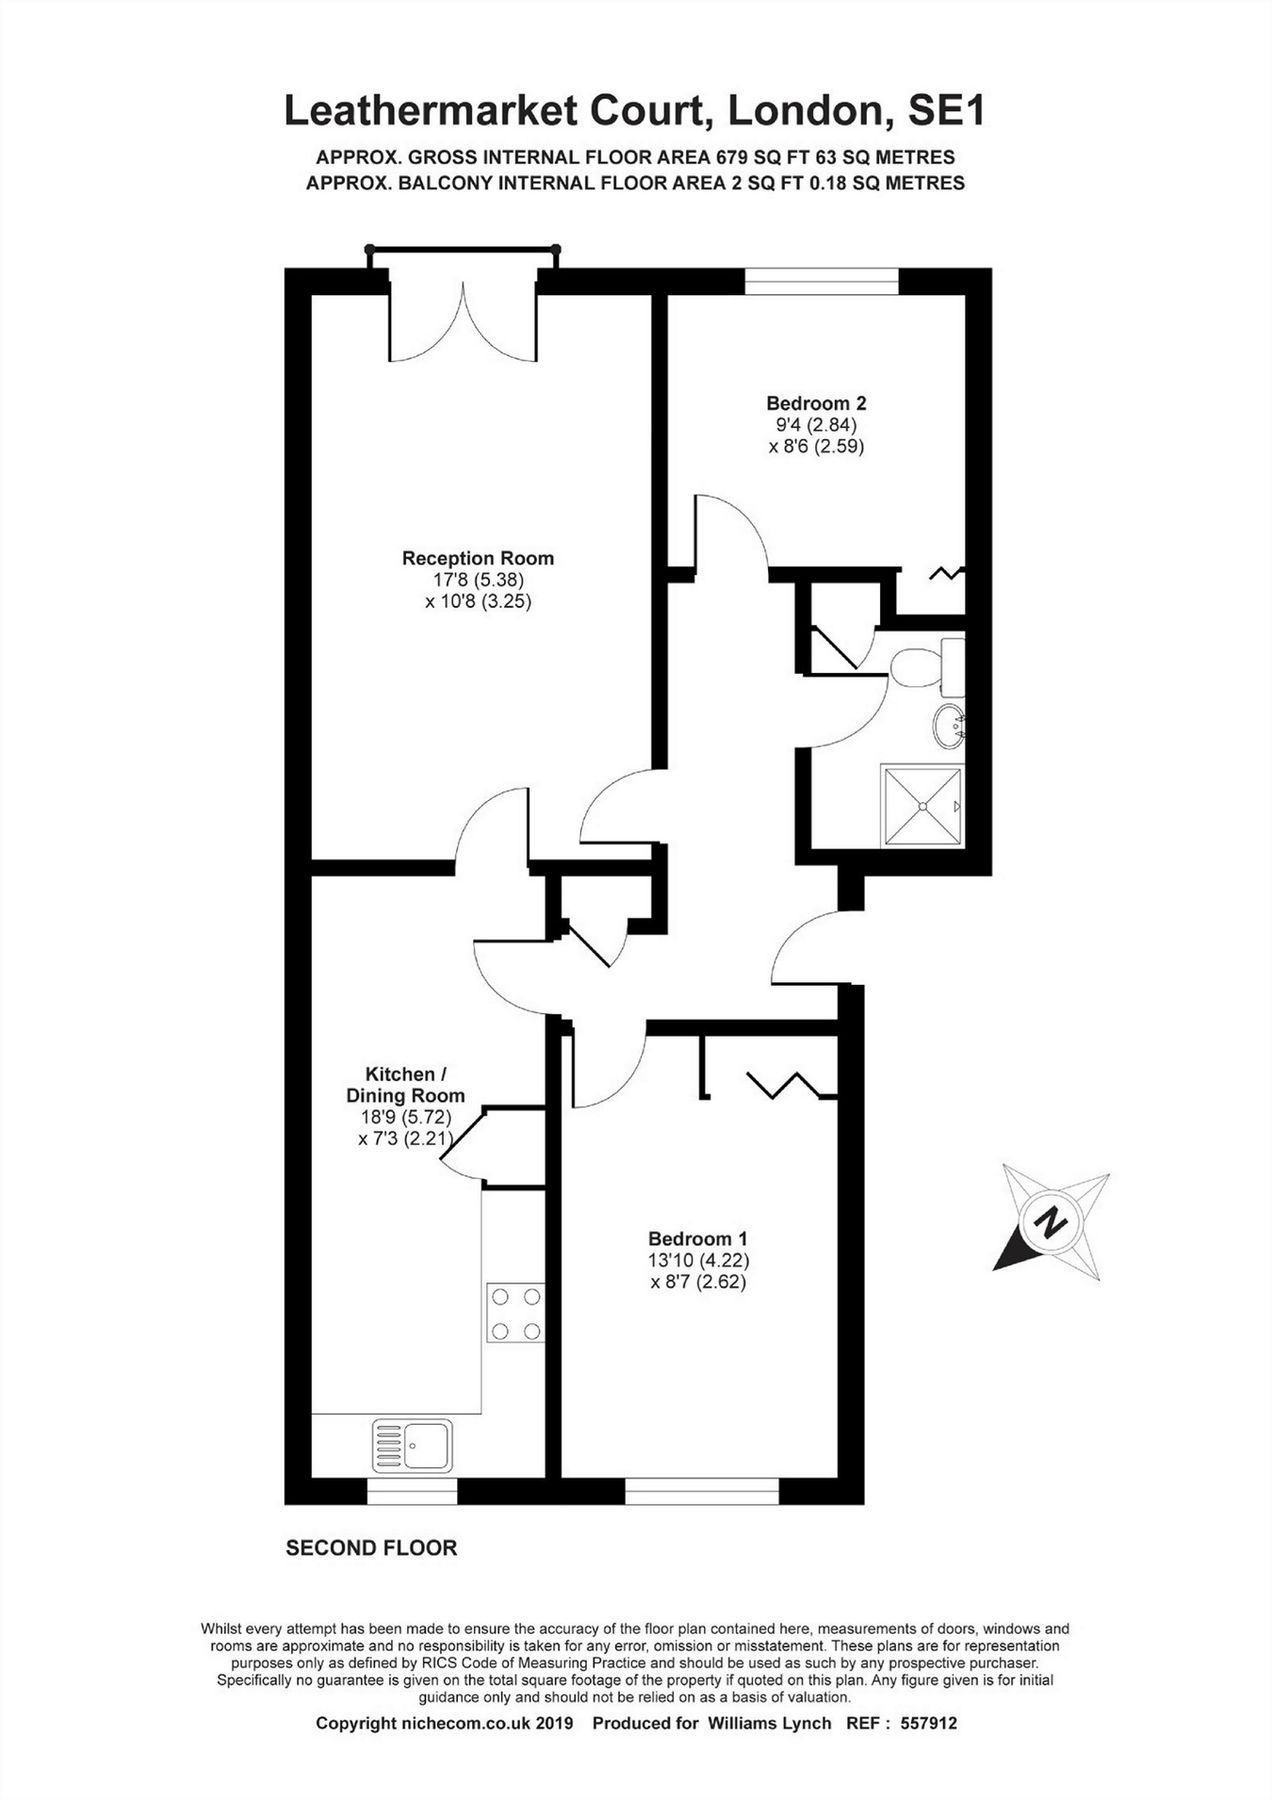 Leathermarket Court, London, SE1
APPROX. GROSS INTERNAL FLOOR AREA 679 SQ FT 63 SQ METRES
APPROX. BALCONY INTERNAL FLOOR AREA 2 SQ FT 0.18 SQ METRES
Bedroom 2
9'4 (2.84)
x 8'6 (2.59)
Reception Room
17'8 (5.38)
x 10'8 (3.25)
Kitchen /
Dining Room
18'9 (5.72)
x 7'3 (2.21)
Bedroom 1
13'10 (4.22)
x 8'7 (2.62)
N
SECOND FLOOR
Whilst every attempt has been made to ensure the accuracy of the floor plan contained here, measurements of doors, windows and
rooms are approximate and no responsibility is taken for any error, omission or misstatement. These plans are for representation
purposes only as defined by RICS Code of Measuring Practice and should be used as such by any prospective purchaser.
Specifically no guarantee is given on the total square footage of the property if quoted on this plan. Any figure given is for initial
guidance only and should not be relied on as a basis of valuation.
Copyright nichecom.co.uk 2019 Produced for Williams Lynch REF : 557912